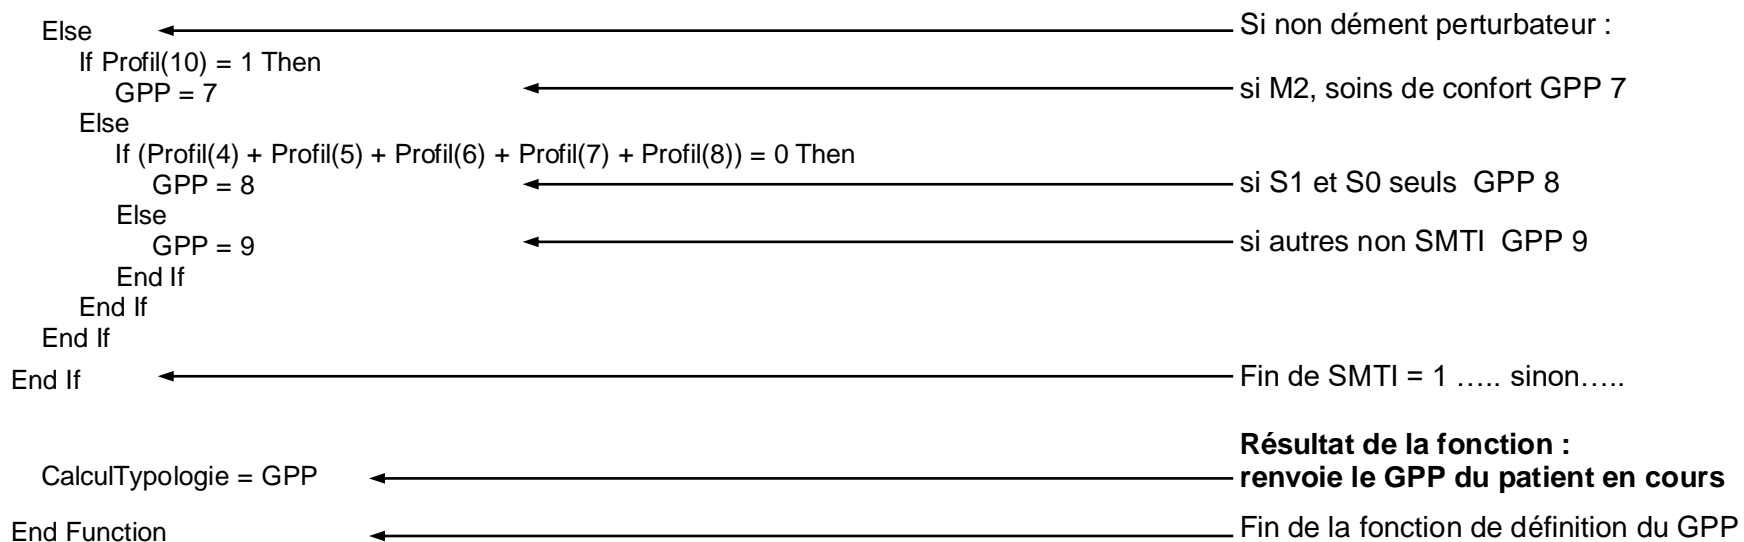 Else Si non dément perturbateur :
If Profil(10) = 1 Then
GPP = 7 si M2, soins de confort GPP 7
Else
If (Profil(4) + Profil(5) + Profil(6) + Profil(7) + Profil(8)) = 0 Then
GPP = 8 si S1 et S0 seuls GPP 8
Else
GPP = 9 si autres non SMTI GPP 9
End If
End If
End If
End If Fin de SMTI = 1 ….. sinon…..
Résultat de la fonction :
CalculTypologie = GPP renvoie le GPP du patient en cours
End Function Fin de la fonction de définition du GPP